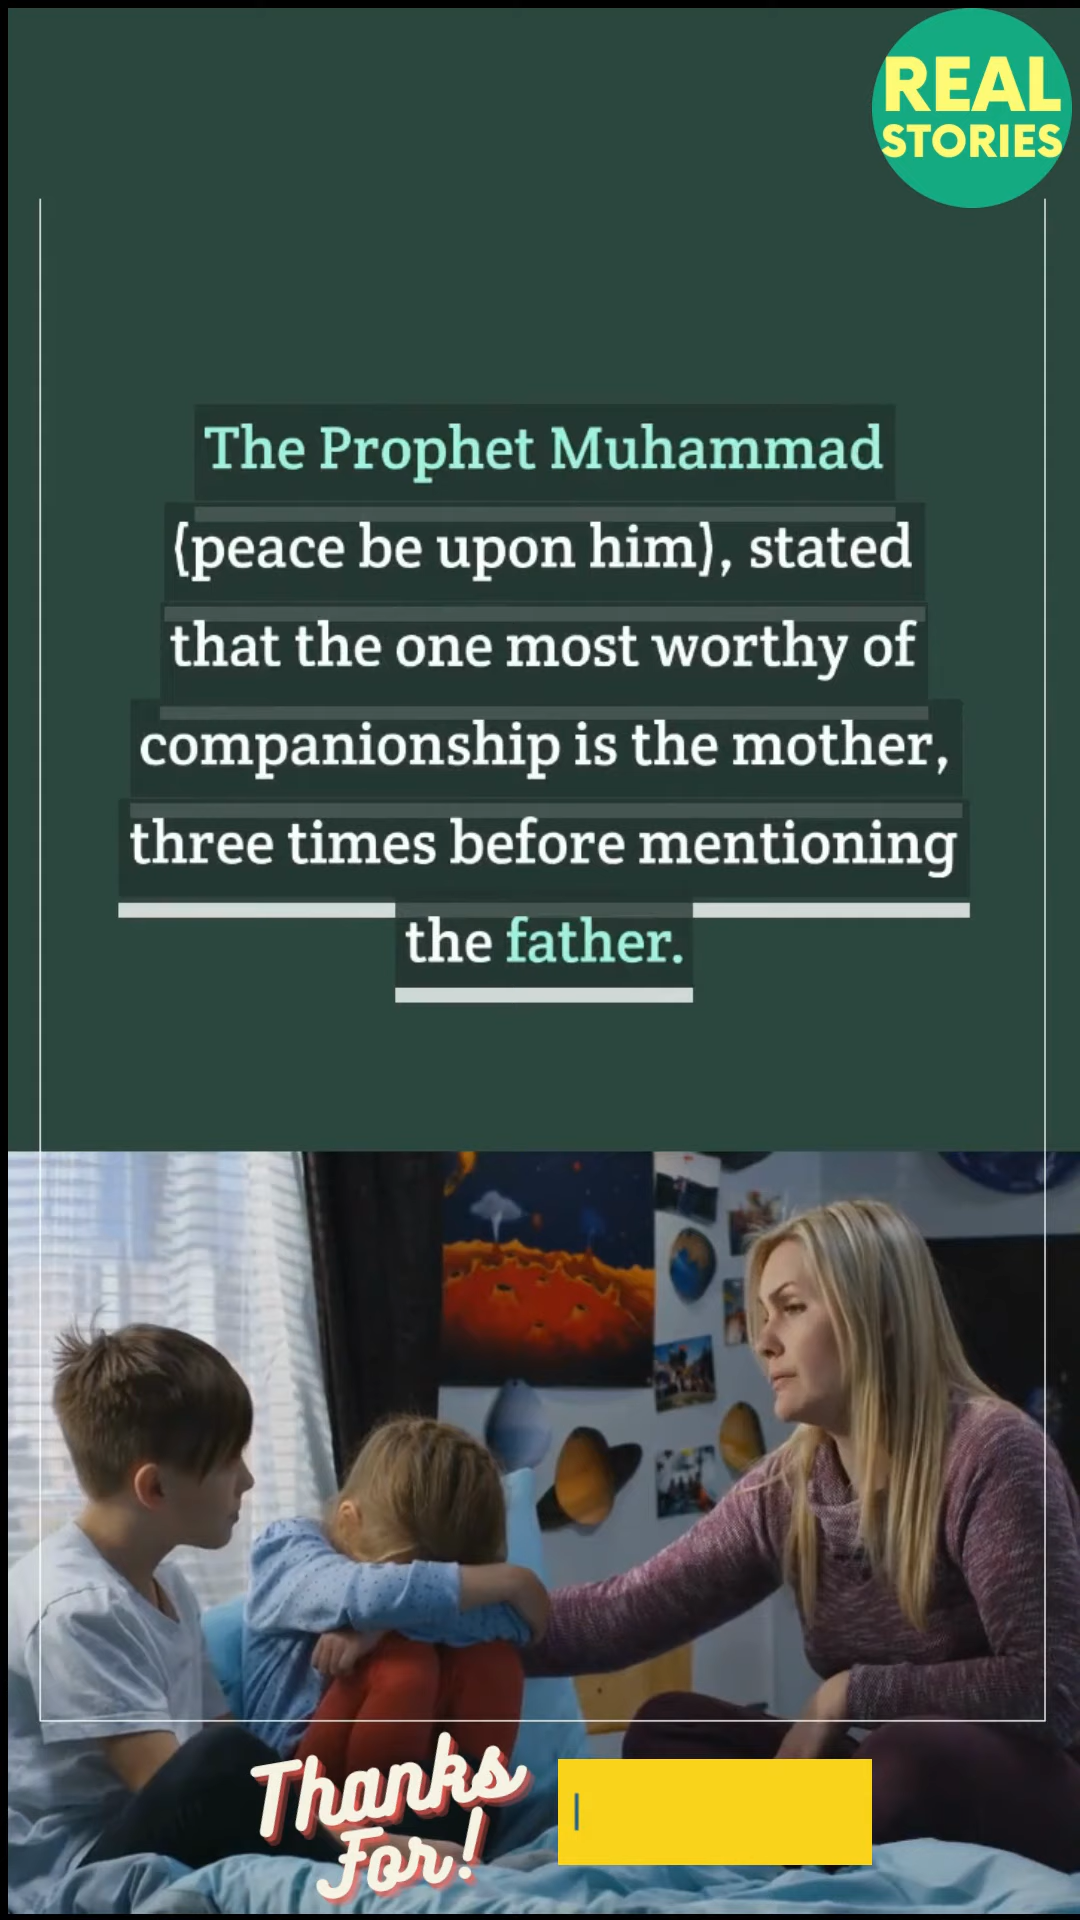 REAL
STORIES
The Prophet Muhammad
(peace be upon him), stated
that the one most worthy of
companionship is the mother,
three times before mentioning
the father.
Thanks
For!